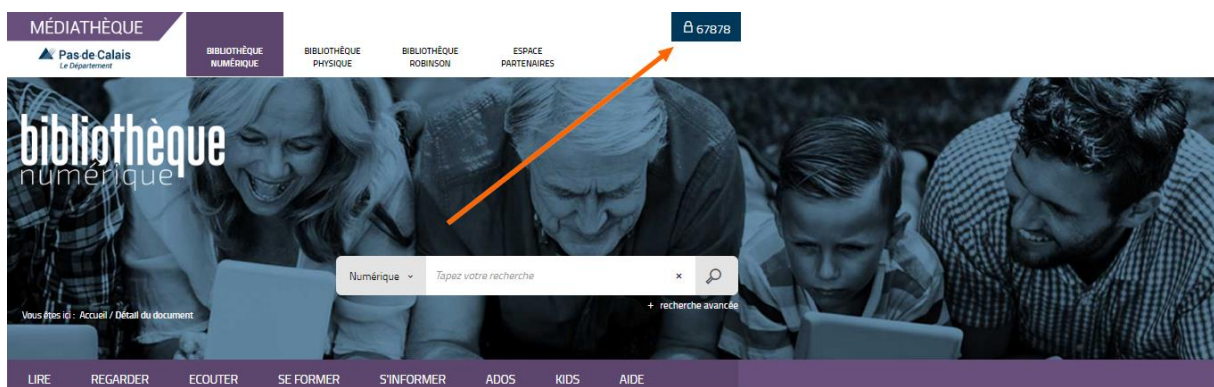 MÉDIATHÈQUE
67878
Pas-de-Calais
Le Département
BIBLIOTHÈQUE
NUMÉRIQUE
BIBLIOTHÈQUE
PHYSIQUE
BIBLIOTHÈQUE
ROBINSON
ESPACE
PARTENAIRES
bibliothèque
numérique
Numérique
Tapez votre recherche
×
+ recherche avancée
Vous êtes ici : Accueil / Détail du document
LIRE REGARDER ECOUTER SE FORMER S'INFORMER ADOS KIDS AIDE